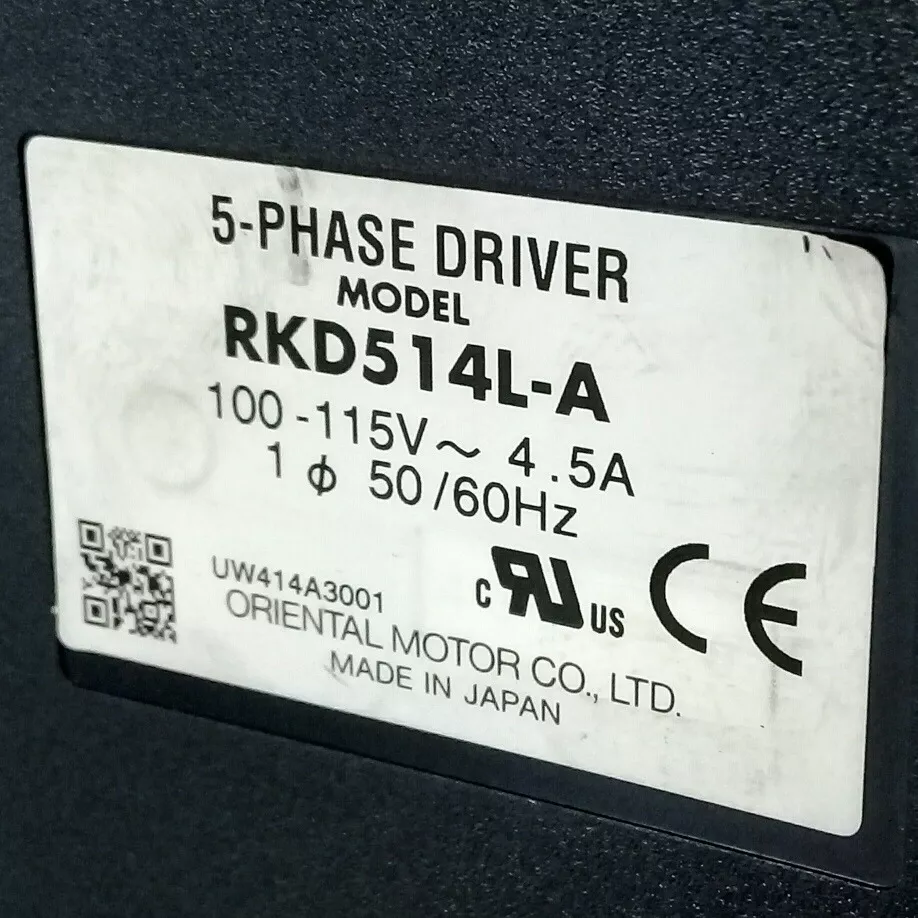 5-PHASE DRIVER
MODEL
RKD514L-A
100-115V~ 4.5A
1 ϕ 50/60Hz
UW414A3001
c RU US CE
ORIENTAL MOTOR CO., LTD.
MADE IN JAPAN